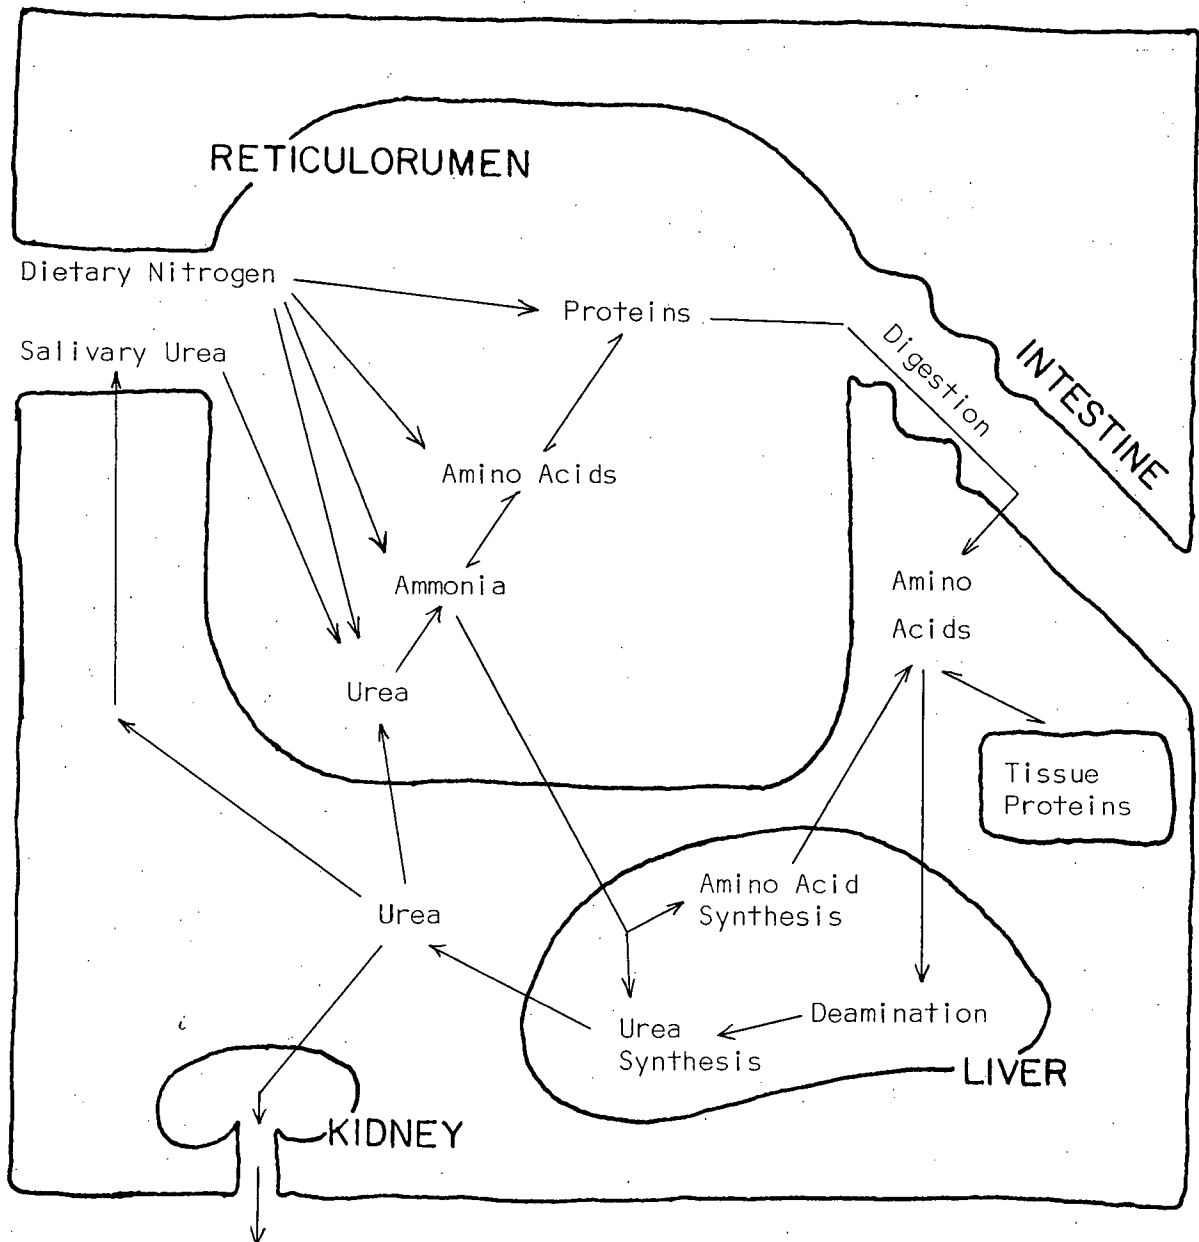 RETICULORUMEN
Dietary Nitrogen
Proteins
Salivary Urea
Digestion
INTESTINE
Amino Acids
Ammonia
Amino
Acids
Urea
Tissue
Proteins
Amino Acid
Synthesis
Urea
Deamination
Urea
Synthesis
LIVER
KIDNEY